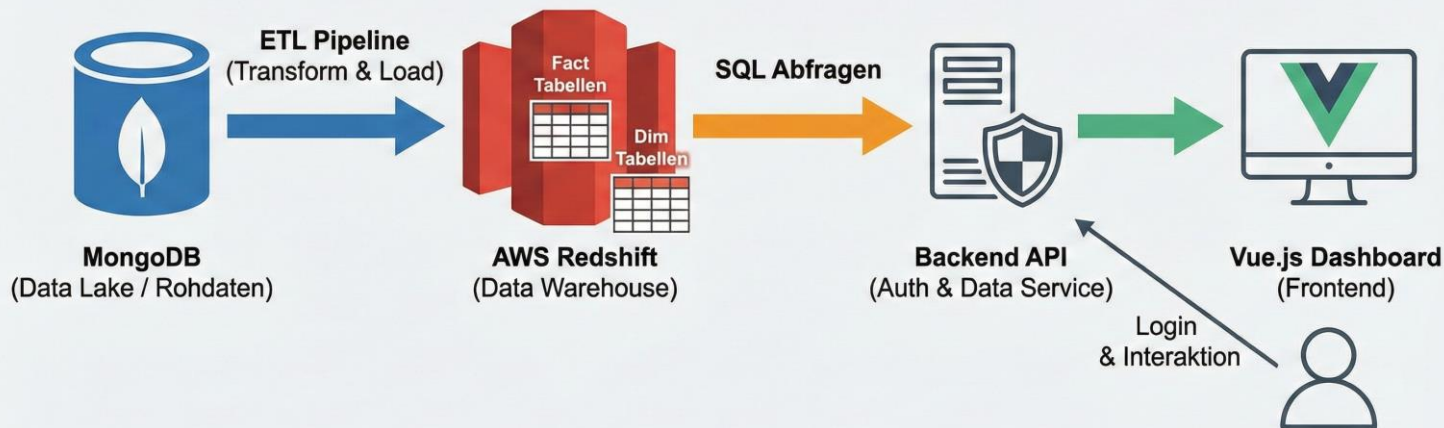 ETL Pipeline
(Transform & Load)
Fact
Tabellen
Dim
Tabellen
SQL Abfragen
MongoDB
(Data Lake / Rohdaten)
AWS Redshift
(Data Warehouse)
Backend API
(Auth & Data Service)
Vue.js Dashboard
(Frontend)
Login
& Interaktion